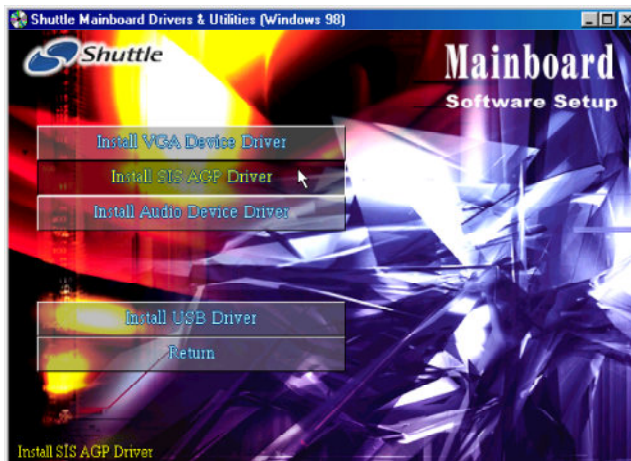 Shuttle Mainboard Drivers & Utilities (Windows 98)
Shuttle
Mainboard
Software Setup
Install VGA Device Driver
Install SIS AGP Driver
Install Audio Device Driver
Install USB Driver
Return
Install SIS AGP Driver